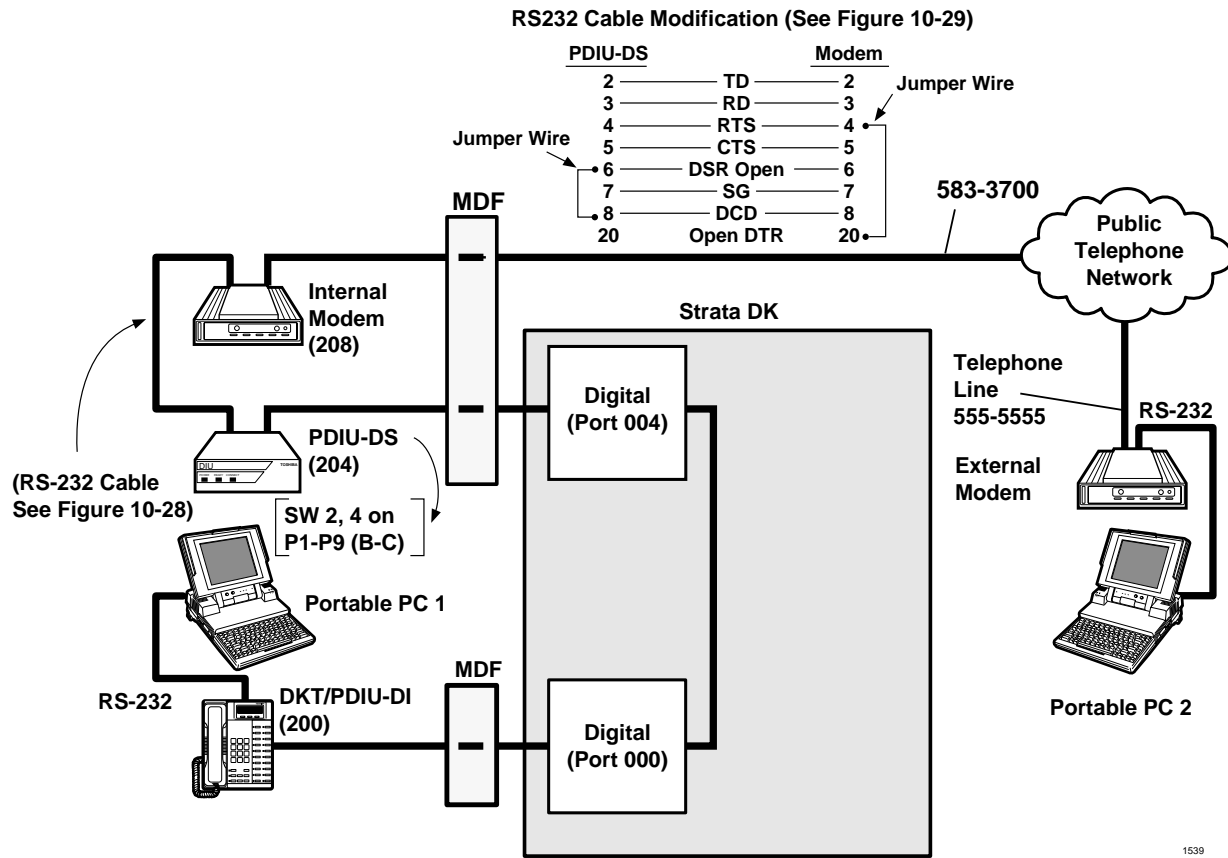 RS232 Cable Modification (See Figure 10-29)
PDIU-DS Modem
2 TD 2
3 RD 3
4 RTS 4
5 CTS 5
6 DSR Open 6
7 SG 7
8 DCD 8
20 Open DTR 20
Jumper Wire
Jumper Wire
MDF
583-3700
Public
Telephone
Network
Internal
Modem
(208)
Strata DK
Digital
(Port 004)
Telephone
Line
555-5555
RS-232
External
Modem
PDIU-DS
(204)
DIU
TOSHIBA
POWER READY CONNECT
(RS-232 Cable
See Figure 10-28)
SW 2, 4 on
P1-P9 (B-C)
Portable PC 1
RS-232
DKT/PDIU-DI
(200)
MDF
Digital
(Port 000)
Portable PC 2
1539